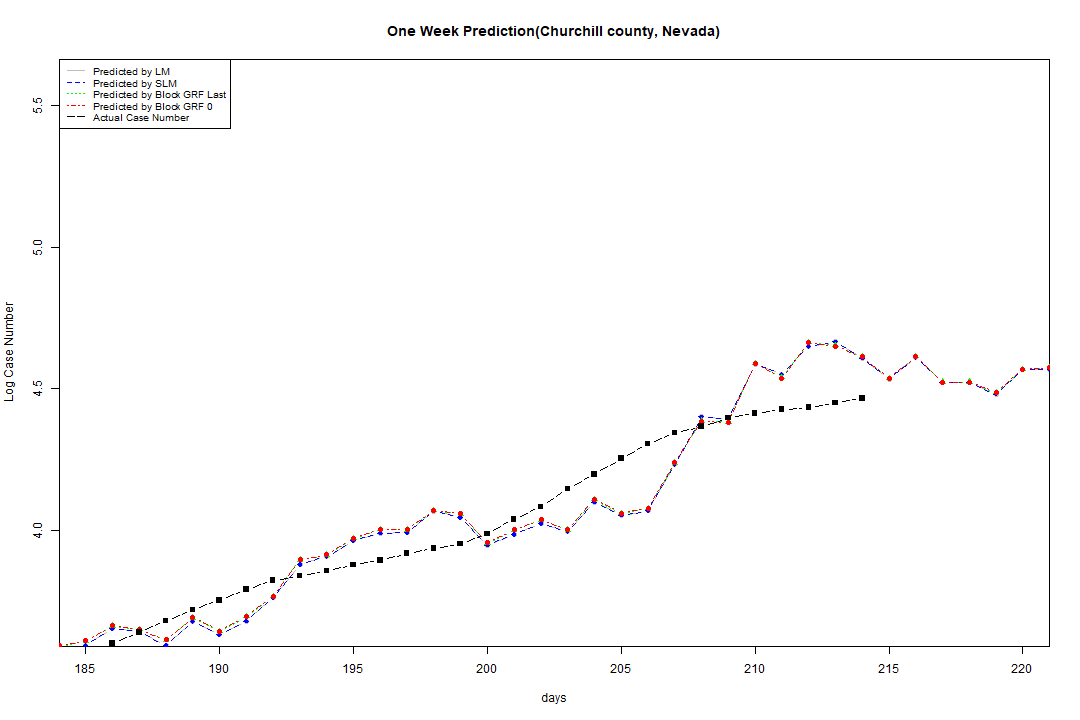 One Week Prediction(Churchill county, Nevada)
Predicted by LM
Predicted by SLM
Predicted by Block GRF Last
Predicted by Block GRF 0
Actual Case Number
5.5
5.0
4.5
4.0
Log Case Number
185 190 195 200 205 210 215 220
days